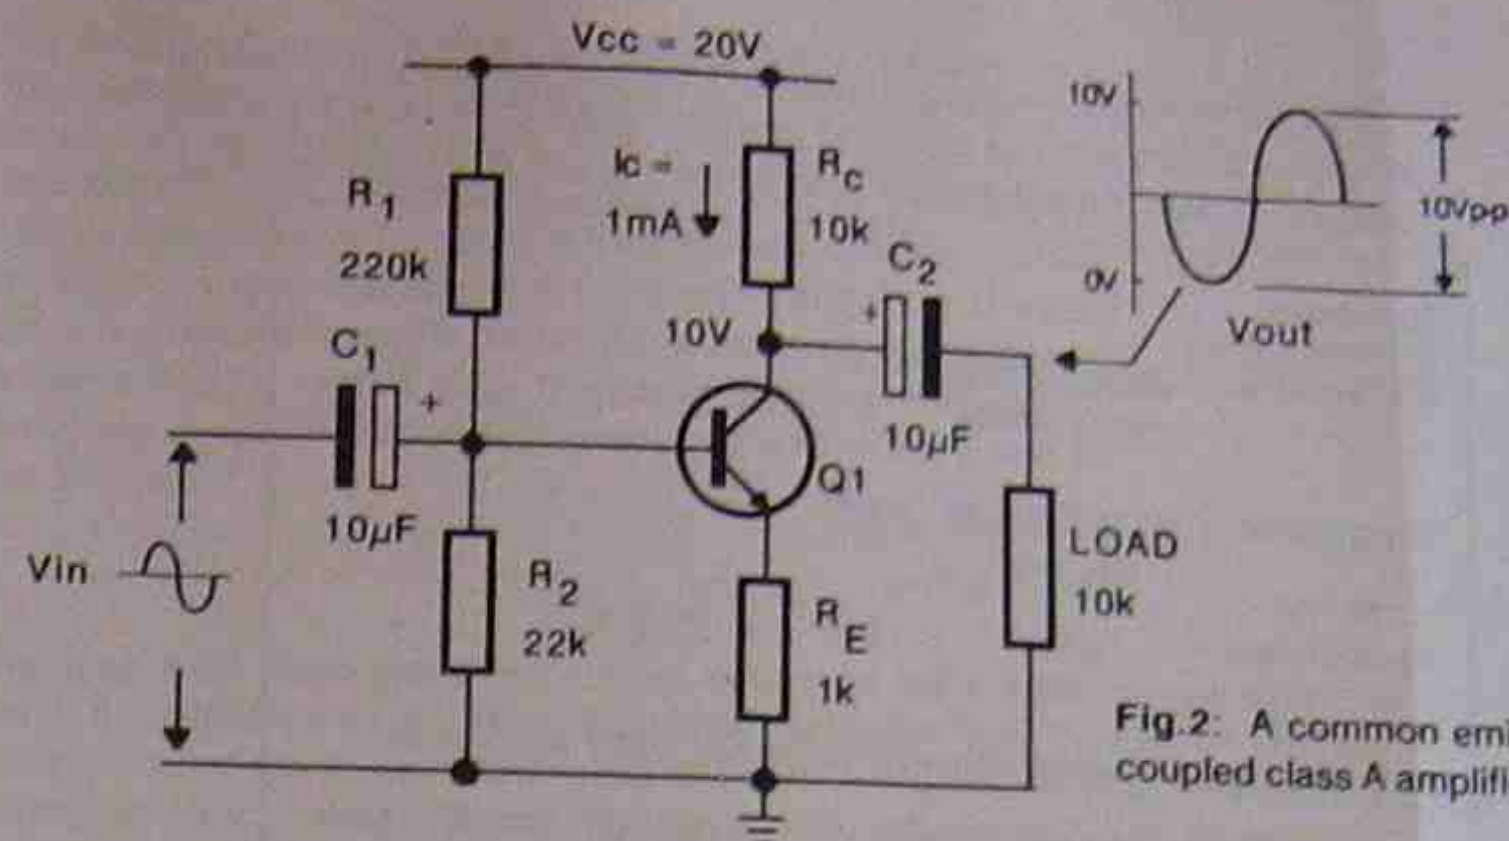 Vcc = 20V
10V
Ic =
1mA
RC
10k
R1
220k
10Vpp
C2
+
0V
Vout
10V
C1
+
10µF
10µF
Q1
Vin
R2
22k
LOAD
10k
RE
1k
Fig.2: A common emi
coupled class A amplifi